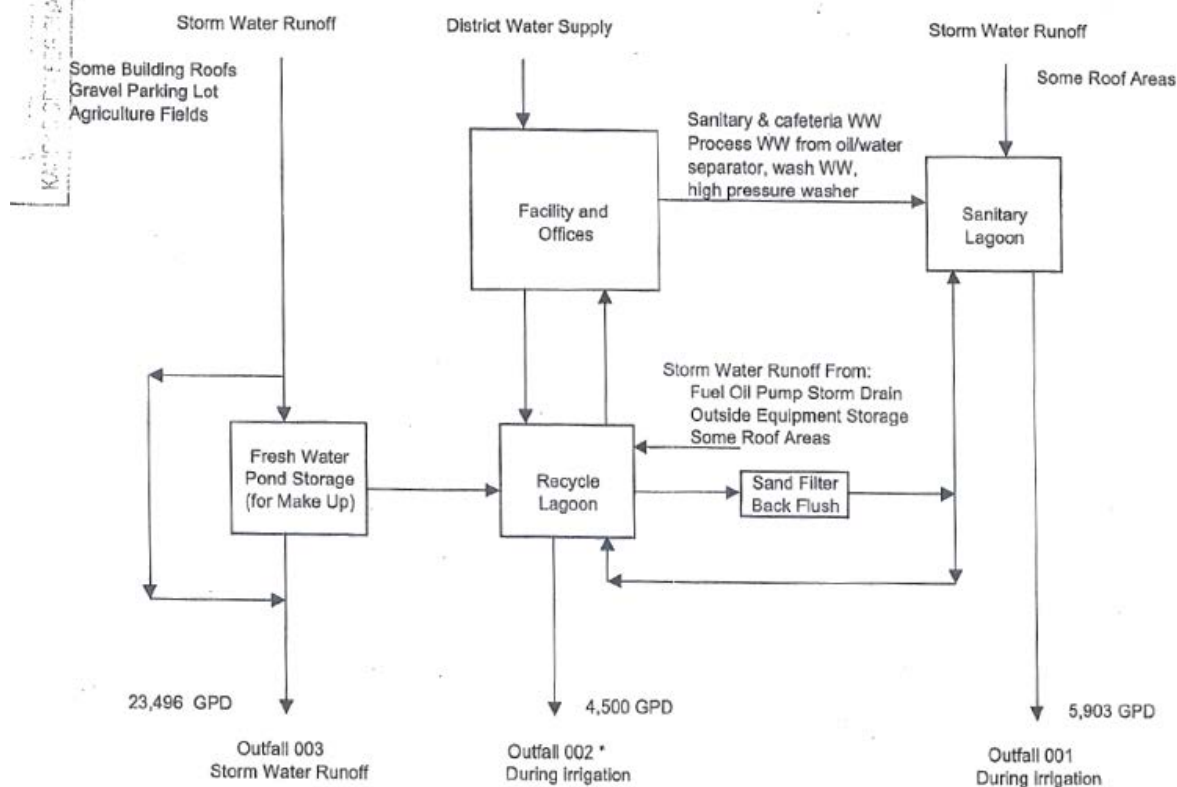 Storm Water Runoff
Some Building Roofs
Gravel Parking Lot
Agriculture Fields
District Water Supply
Storm Water Runoff
Some Roof Areas
Sanitary & cafeteria WW
Process WW from oil/water
separator, wash WW,
high pressure washer
Facility and
Offices
Sanitary
Lagoon
Storm Water Runoff From:
Fuel Oil Pump Storm Drain
Outside Equipment Storage
Some Roof Areas
Fresh Water
Pond Storage
(for Make Up)
Recycle
Lagoon
Sand Filter
Back Flush
23,496 GPD
4,500 GPD
5,903 GPD
Outfall 003
Storm Water Runoff
Outfall 002 *
During Irrigation
Outfall 001
During Irrigation